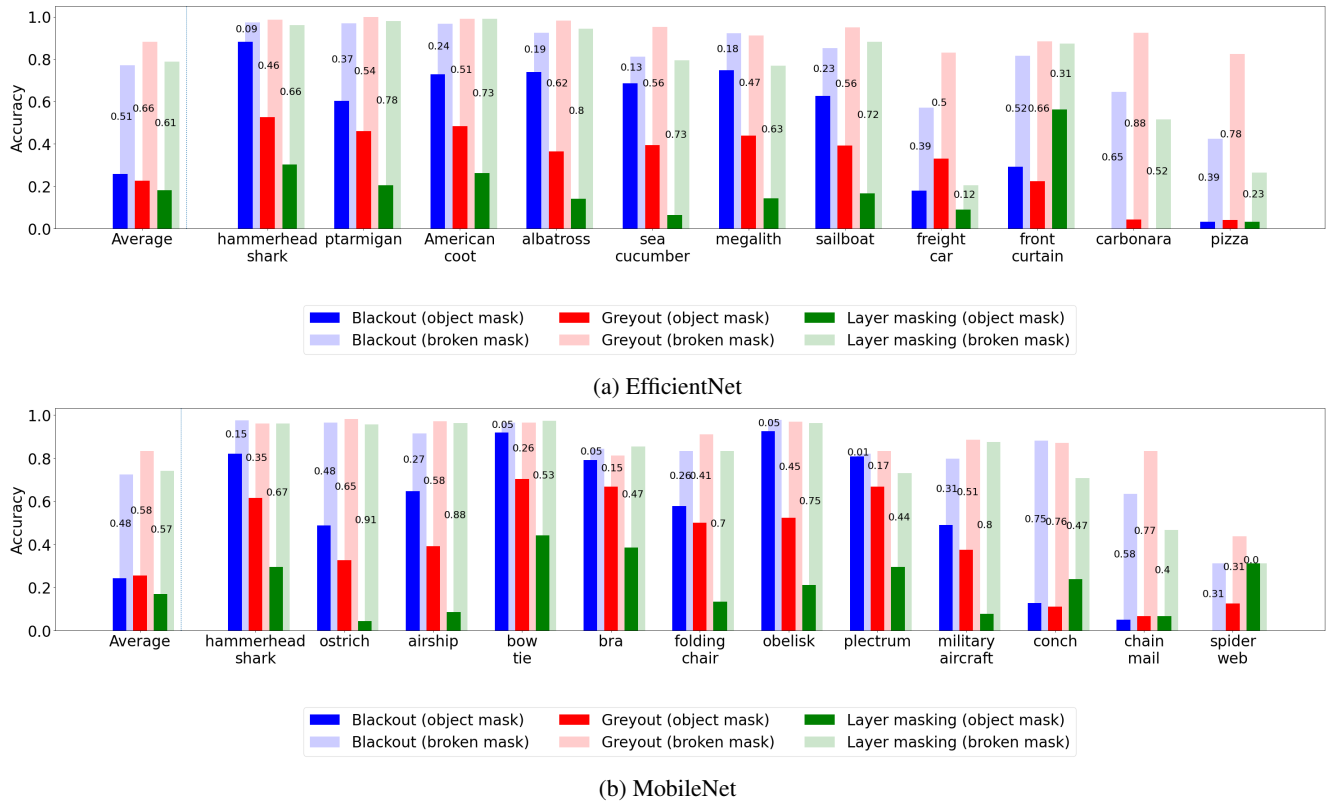 1.0
0.8
0.6
0.4
0.2
0.0
Accuracy
0.51 0.66 0.61
0.09 0.46 0.66
0.37 0.54 0.78
0.24 0.51 0.73
0.19 0.62 0.8
0.13 0.56 0.73
0.18 0.47 0.63
0.23 0.56 0.72
0.39 0.5 0.12
0.52 0.66 0.31
0.65 0.88 0.52
0.39 0.78 0.23
Average hammerhead ptarmigan American albatross sea megalith sailboat freight front carbonara pizza
shark coot cucumber car curtain
Blackout (object mask) Greyout (object mask) Layer masking (object mask)
Blackout (broken mask) Greyout (broken mask) Layer masking (broken mask)
(a) EfficientNet
1.0
0.8
0.6
0.4
0.2
0.0
Accuracy
0.48 0.58 0.57
0.15 0.35 0.67
0.48 0.65 0.91
0.27 0.58 0.88
0.05 0.26 0.53
0.05 0.15 0.47
0.26 0.41 0.7
0.05 0.45 0.75
0.01 0.17 0.44
0.31 0.51 0.8
0.75 0.76 0.47
0.58 0.77 0.4
0.31 0.31 0.0
Average hammerhead ostrich airship bow bra folding obelisk plectrum military conch chain spider
shark tie chair aircraft mail web
Blackout (object mask) Greyout (object mask) Layer masking (object mask)
Blackout (broken mask) Greyout (broken mask) Layer masking (broken mask)
(b) MobileNet